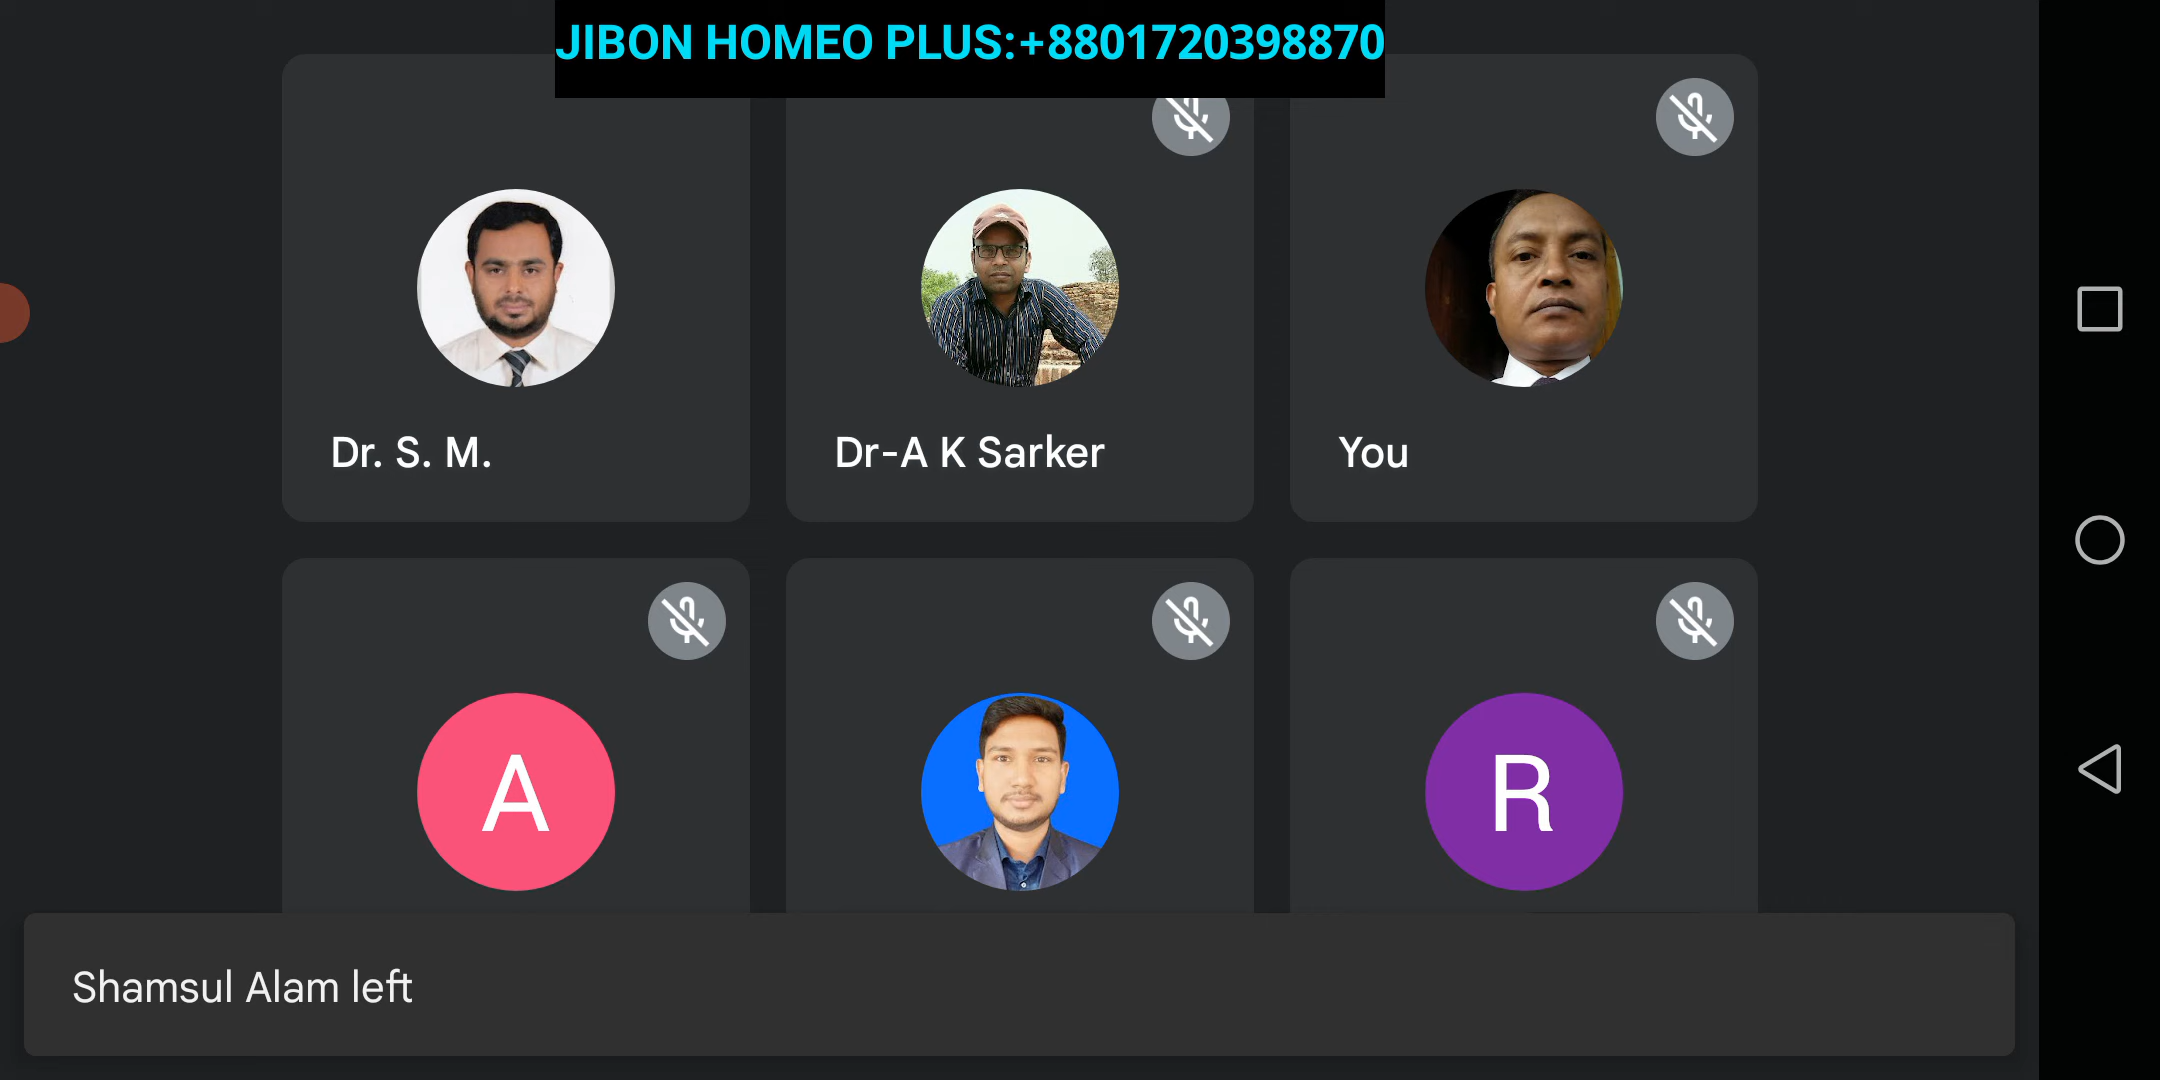 JIBON HOMEO PLUS:+8801720398870
Dr. S. M.
Dr-A K Sarker
You
A
R
Shamsul Alam left